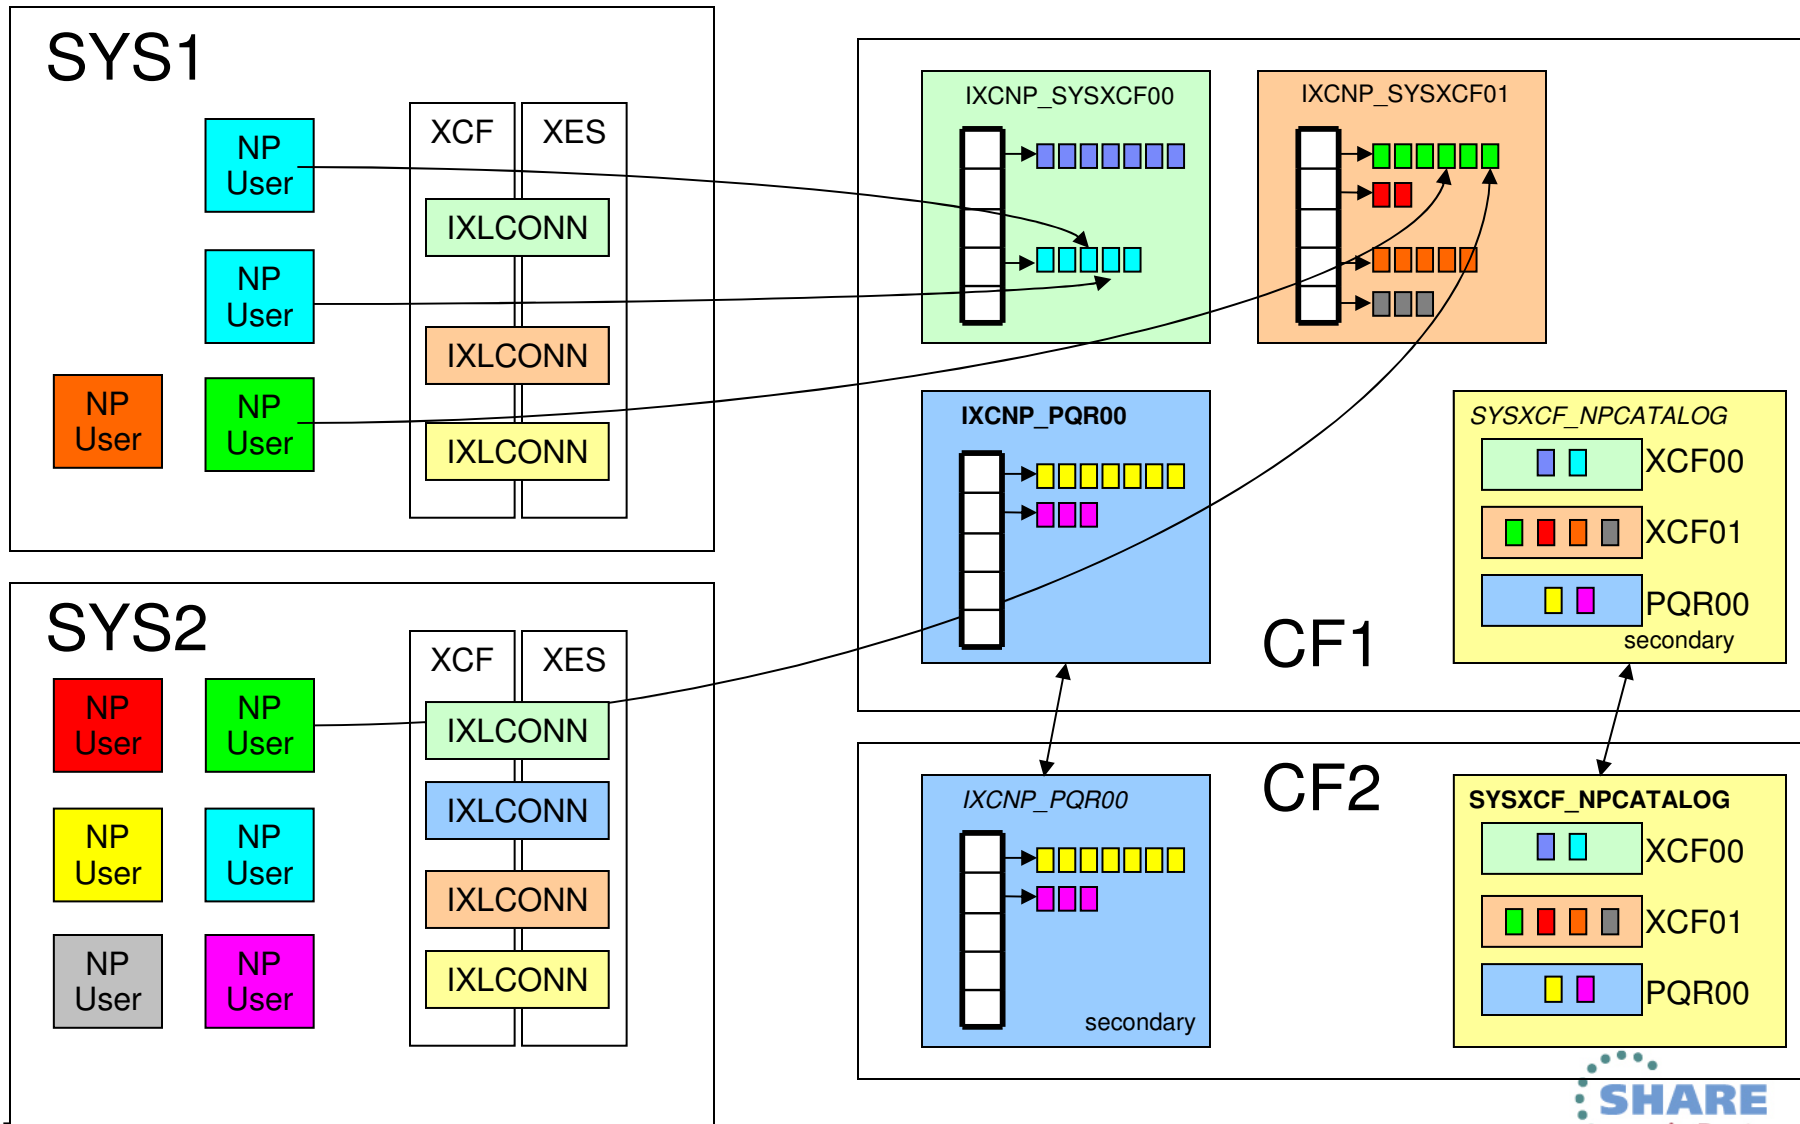 SYS1
XCF
XES
NP
User
IXLCONN
NP
User
IXLCONN
NP
User
NP
User
IXLCONN
SYS2
XCF
XES
NP
User
NP
User
IXLCONN
IXLCONN
NP
User
NP
User
IXLCONN
NP
User
NP
User
IXLCONN
IXCNP_SYSXCF00
IXCNP_SYSXCF01
IXCNP_PQR00
SYSXCF_NPCATALOG
XCF00
XCF01
PQR00
secondary
CF1
CF2
IXCNP_PQR00
secondary
SYSXCF_NPCATALOG
XCF00
XCF01
PQR00
SHARE